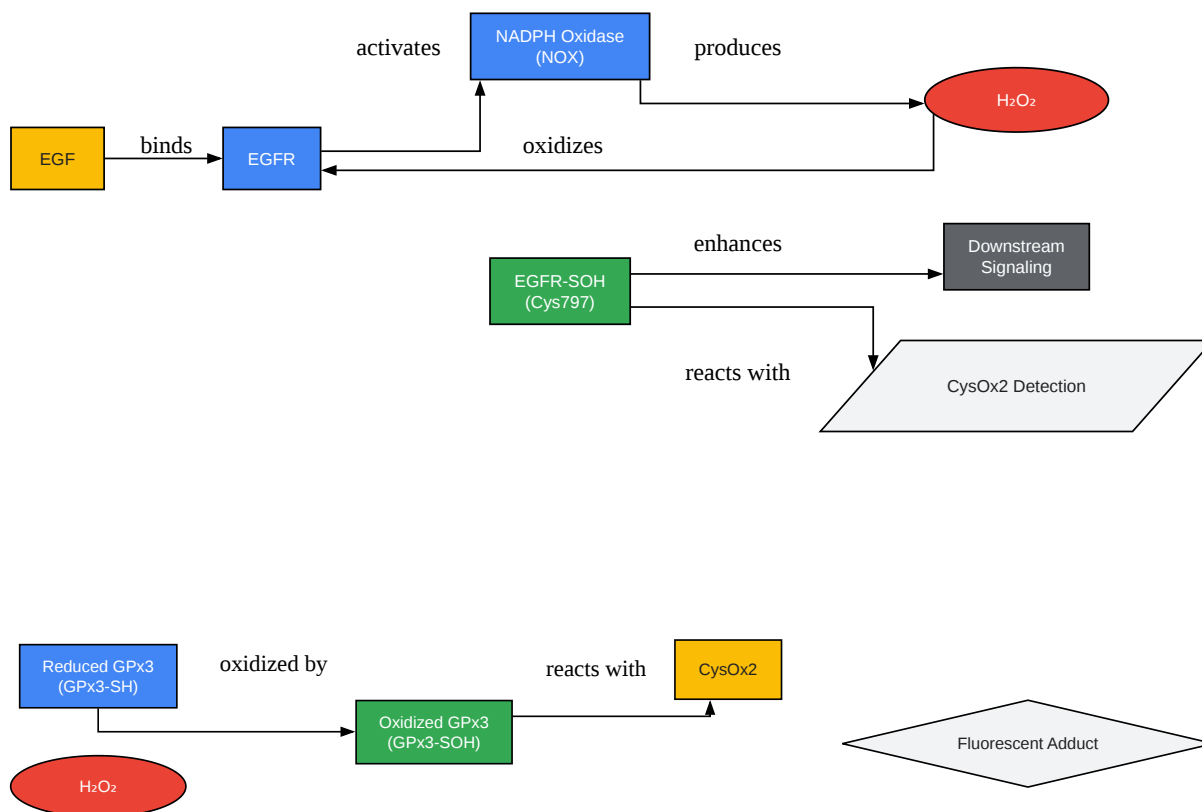 activates
NADPH Oxidase
(NOX)
produces
H₂O₂
EGF
binds
EGFR
oxidizes
enhances
Downstream
Signaling
EGFR-SOH
(Cys797)
reacts with
CysOx2 Detection
Reduced GPx3
(GPx3-SH)
oxidized by
reacts with
CysOx2
Oxidized GPx3
(GPx3-SOH)
Fluorescent Adduct
H₂O₂